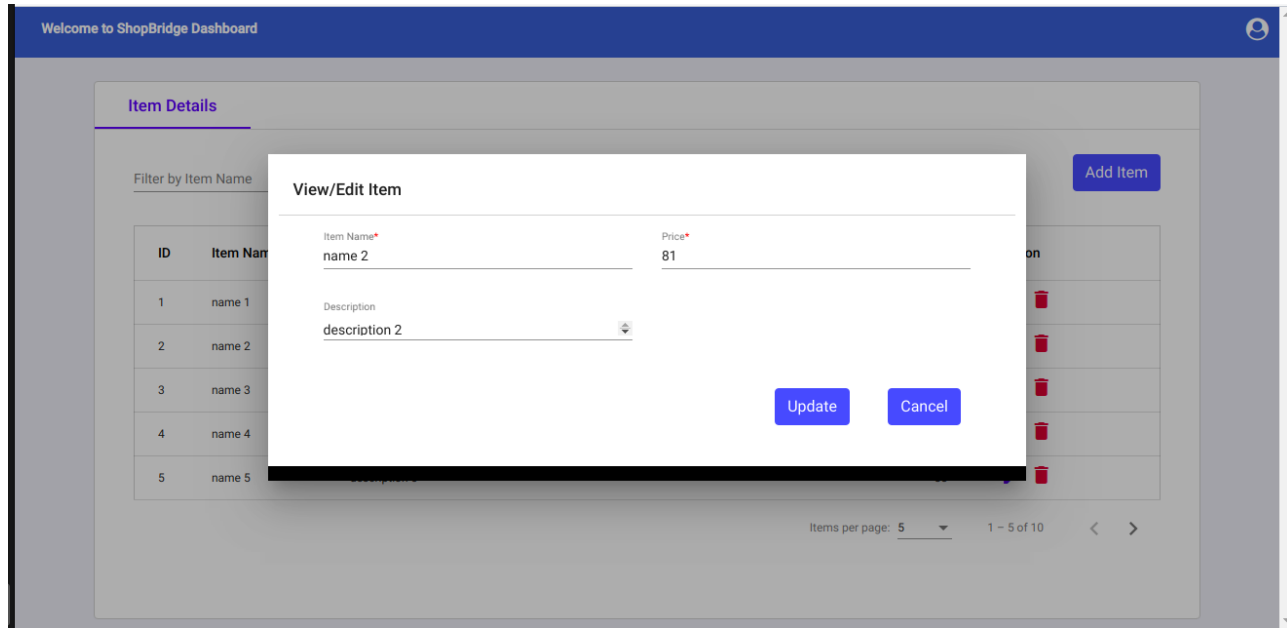 Welcome to ShopBridge Dashboard
Item Details
Filter by Item Name
Add Item
View/Edit Item
Item Name* Price*
name 2 81
Description
description 2
Update Cancel
ID Item Nam on
1 name 1
2 name 2
3 name 3
4 name 4
5 name 5
Items per page: 5 1 – 5 of 10